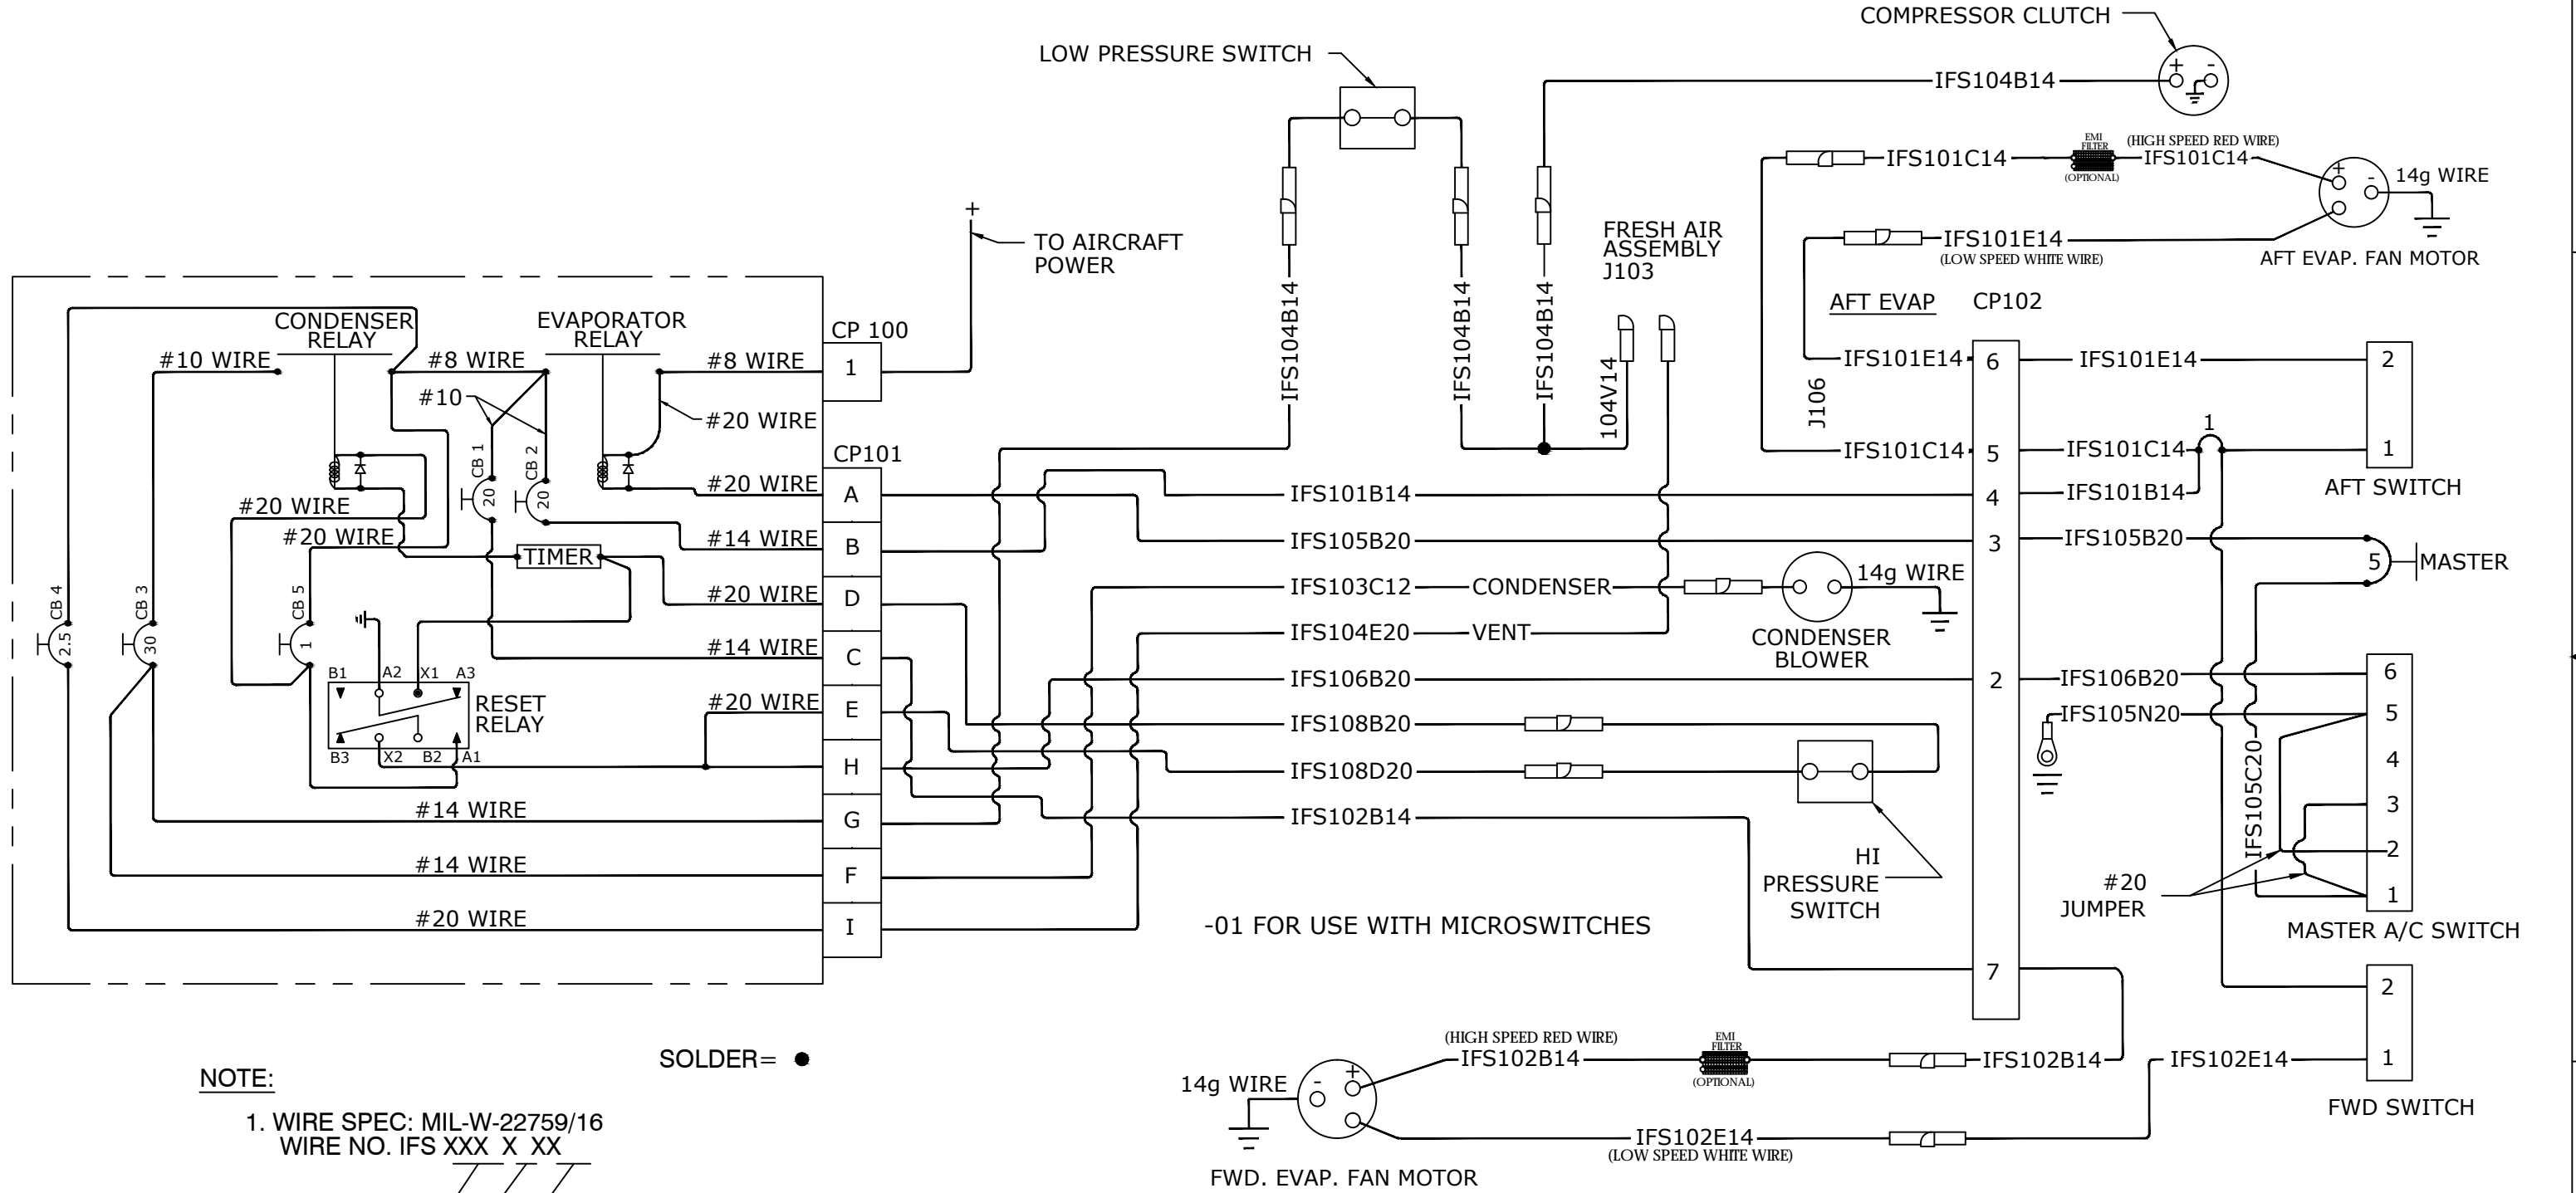 COMPRESSOR CLUTCH
LOW PRESSURE SWITCH
+ -
IFS104B14
EMI
FILTER
(OPTIONAL)
(HIGH SPEED RED WIRE)
IFS101C14
IFS101C14
+ -
14g WIRE
IFS101E14
(LOW SPEED WHITE WIRE)
AFT EVAP. FAN MOTOR
+
TO AIRCRAFT
POWER
FRESH AIR
ASSEMBLY
J103
AFT EVAP
CP102
IFS104B14
IFS104B14
IFS104B14
104V14
J106
CONDENSER
RELAY
EVAPORATOR
RELAY
CP 100
1
#10 WIRE
#8 WIRE
#8 WIRE
#10
#20 WIRE
CB 1
20
CB 2
20
CP101
#20 WIRE
A
#20 WIRE
#20 WIRE
TIMER
#14 WIRE
B
#20 WIRE
D
#14 WIRE
C
#20 WIRE
E
H
#14 WIRE
G
#14 WIRE
F
#20 WIRE
I
CB 4
2.5
CB 3
30
CB 5
1
B1
A2
X1
A3
RESET
RELAY
B3
X2
B2
A1
IFS101E14
6
IFS101E14
2
IFS101C14
5
IFS101C14
1
1
AFT SWITCH
IFS101B14
4
IFS101B14
IFS105B20
3
IFS105B20
5
MASTER
IFS103C12
CONDENSER
14g WIRE
CONDENSER
BLOWER
IFS104E20
VENT
IFS106B20
2
IFS106B20
6
IFS105N20
5
4
3
2
1
IFS105C20
#20
JUMPER
MASTER A/C SWITCH
IFS108B20
IFS108D20
IFS102B14
HI
PRESSURE
SWITCH
-01 FOR USE WITH MICROSWITCHES
7
2
1
FWD SWITCH
(HIGH SPEED RED WIRE)
IFS102B14
EMI
FILTER
(OPTIONAL)
IFS102B14
IFS102E14
14g WIRE
- +
IFS102E14
(LOW SPEED WHITE WIRE)
FWD. EVAP. FAN MOTOR
SOLDER=
NOTE:
1. WIRE SPEC: MIL-W-22759/16
WIRE NO. IFS XXX X XX